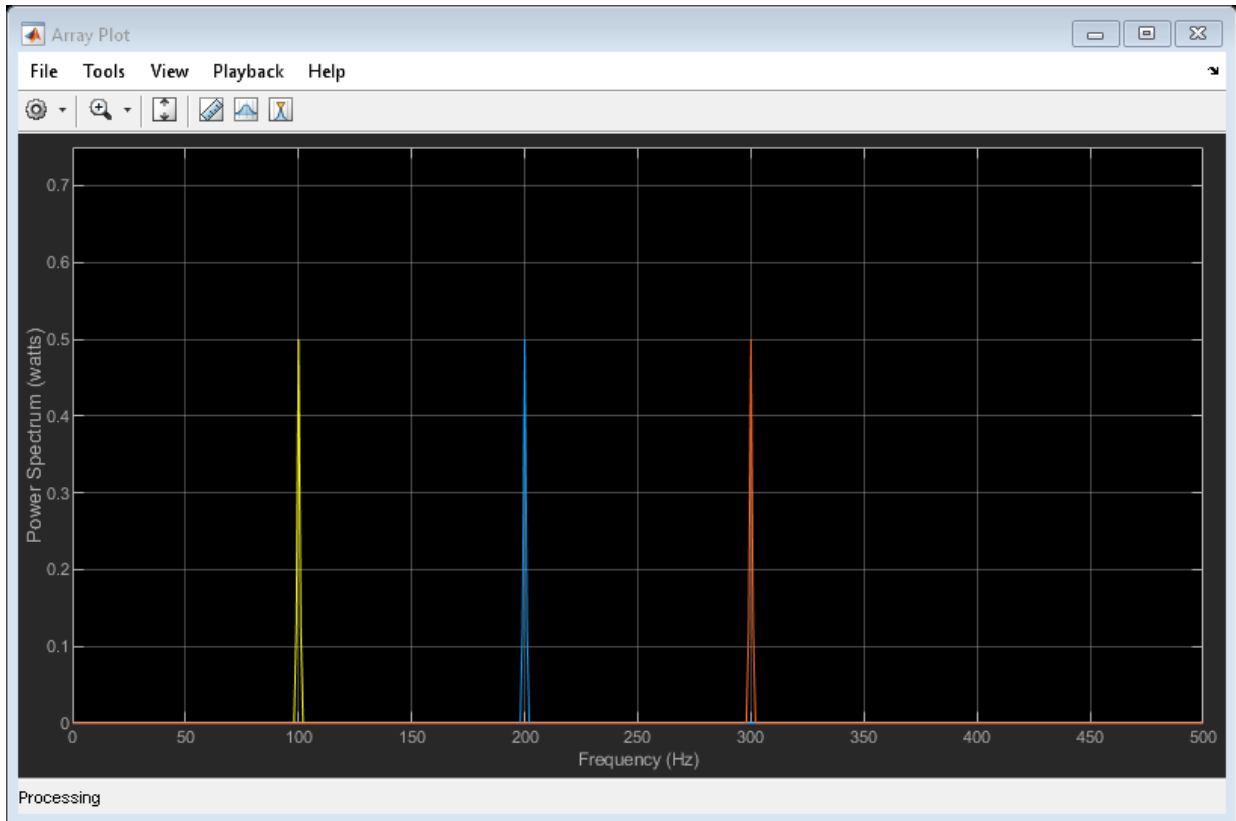 Array Plot
File Tools View Playback Help
0.7
0.6
0.5
0.4
0.3
0.2
0.1
0
Power Spectrum (watts)
0 50 100 150 200 250 300 350 400 450 500
Frequency (Hz)
Processing